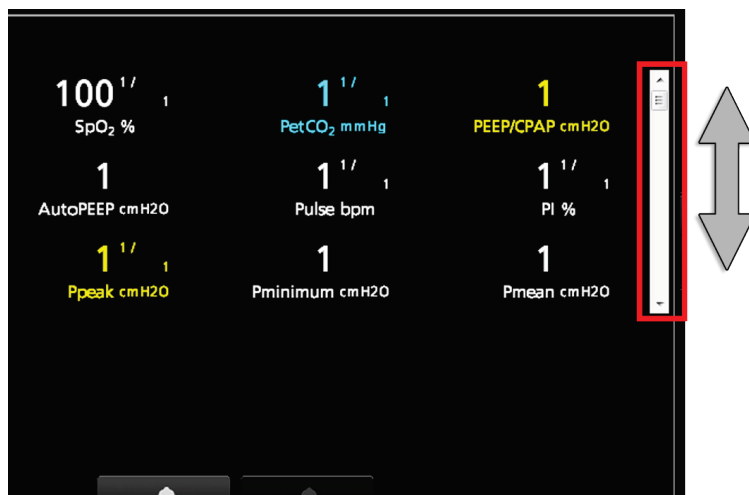 100 1/ 1 1 1/ 1 1
SpO₂ % PetCO₂ mmHg PEEP/CPAP cmH2O
1 1 1/ 1 1 1/ 1
AutoPEEP cmH2O Pulse bpm PI %
1 1/ 1 1 1
Ppeak cmH2O Pminimum cmH2O Pmean cmH2O